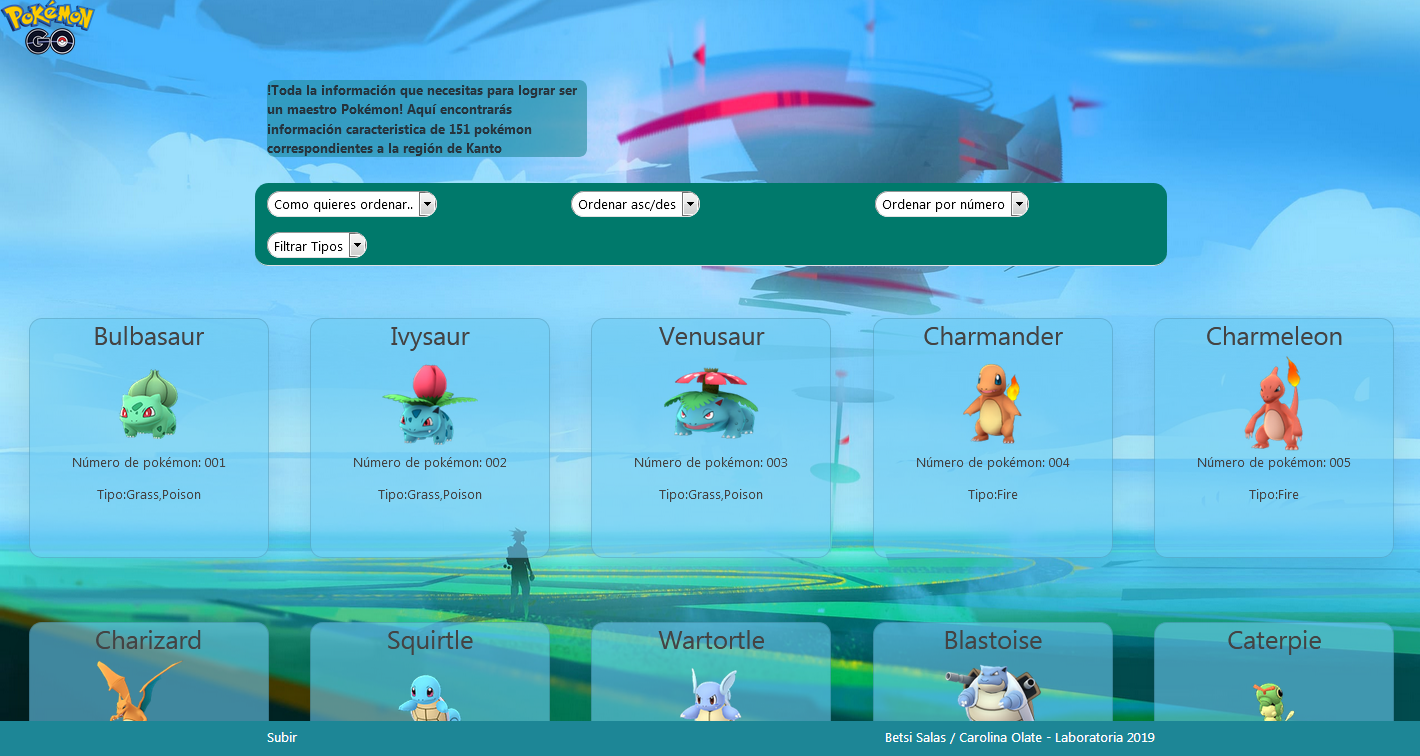 Pokémon
GO
!Toda la información que necesitas para lograr ser
un maestro Pokémon! Aquí encontrarás
información caracteristica de 151 pokémon
correspondientes a la región de Kanto
Como quieres ordenar..
Ordenar asc/des
Ordenar por número
Filtrar Tipos
Bulbasaur
Número de pokémon: 001
Tipo:Grass,Poison
Ivysaur
Número de pokémon: 002
Tipo:Grass,Poison
Venusaur
Número de pokémon: 003
Tipo:Grass,Poison
Charmander
Número de pokémon: 004
Tipo:Fire
Charmeleon
Número de pokémon: 005
Tipo:Fire
Charizard
Squirtle
Wartortle
Blastoise
Caterpie
Subir
Betsi Salas / Carolina Olate - Laboratoria 2019